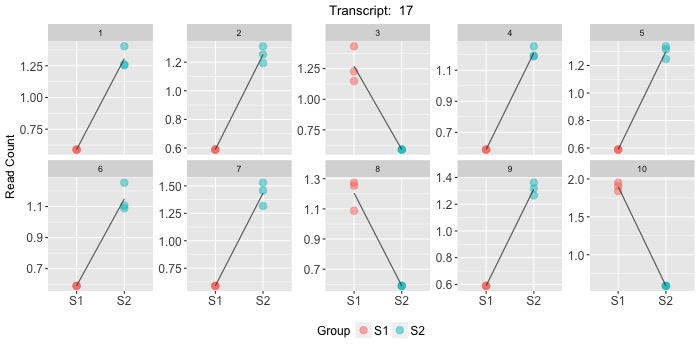 Transcript: 17
1 2 3 4 5
1.25 1.2 1.25 1.1 1.2
1.00 1.0 1.00 0.9 1.0
0.75 0.8 0.75 0.7 0.8
0.6 0.6
Read Count
6 7 8 9 10
1.1 1.50 1.3 1.4 2.0
0.9 1.25 1.1 1.2 1.5
0.7 1.00 0.9 1.0 1.0
0.75 0.7 0.8
0.6
S1 S2 S1 S2 S1 S2 S1 S2 S1 S2
Group S1 S2